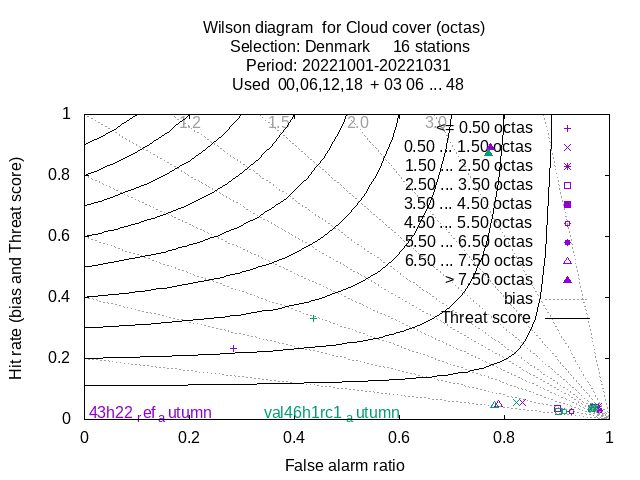 Wilson diagram for Cloud cover (octas)
Selection: Denmark 16 stations
Period: 20221001-20221031
Used 00,06,12,18 + 03 06 ... 48
Hit rate (bias and Threat score)
1
0.8
0.6
0.4
0.2
0
1.2 1.5 2.0 3.0
<= 0.50 octas
0.50 ... 1.50 octas
1.50 ... 2.50 octas
2.50 ... 3.50 octas
3.50 ... 4.50 octas
4.50 ... 5.50 octas
5.50 ... 6.50 octas
6.50 ... 7.50 octas
> 7.50 octas
bias
Threat score
43h22_ref_autumn val46h1rc1_autumn
0 0.2 0.4 0.6 0.8 1
False alarm ratio